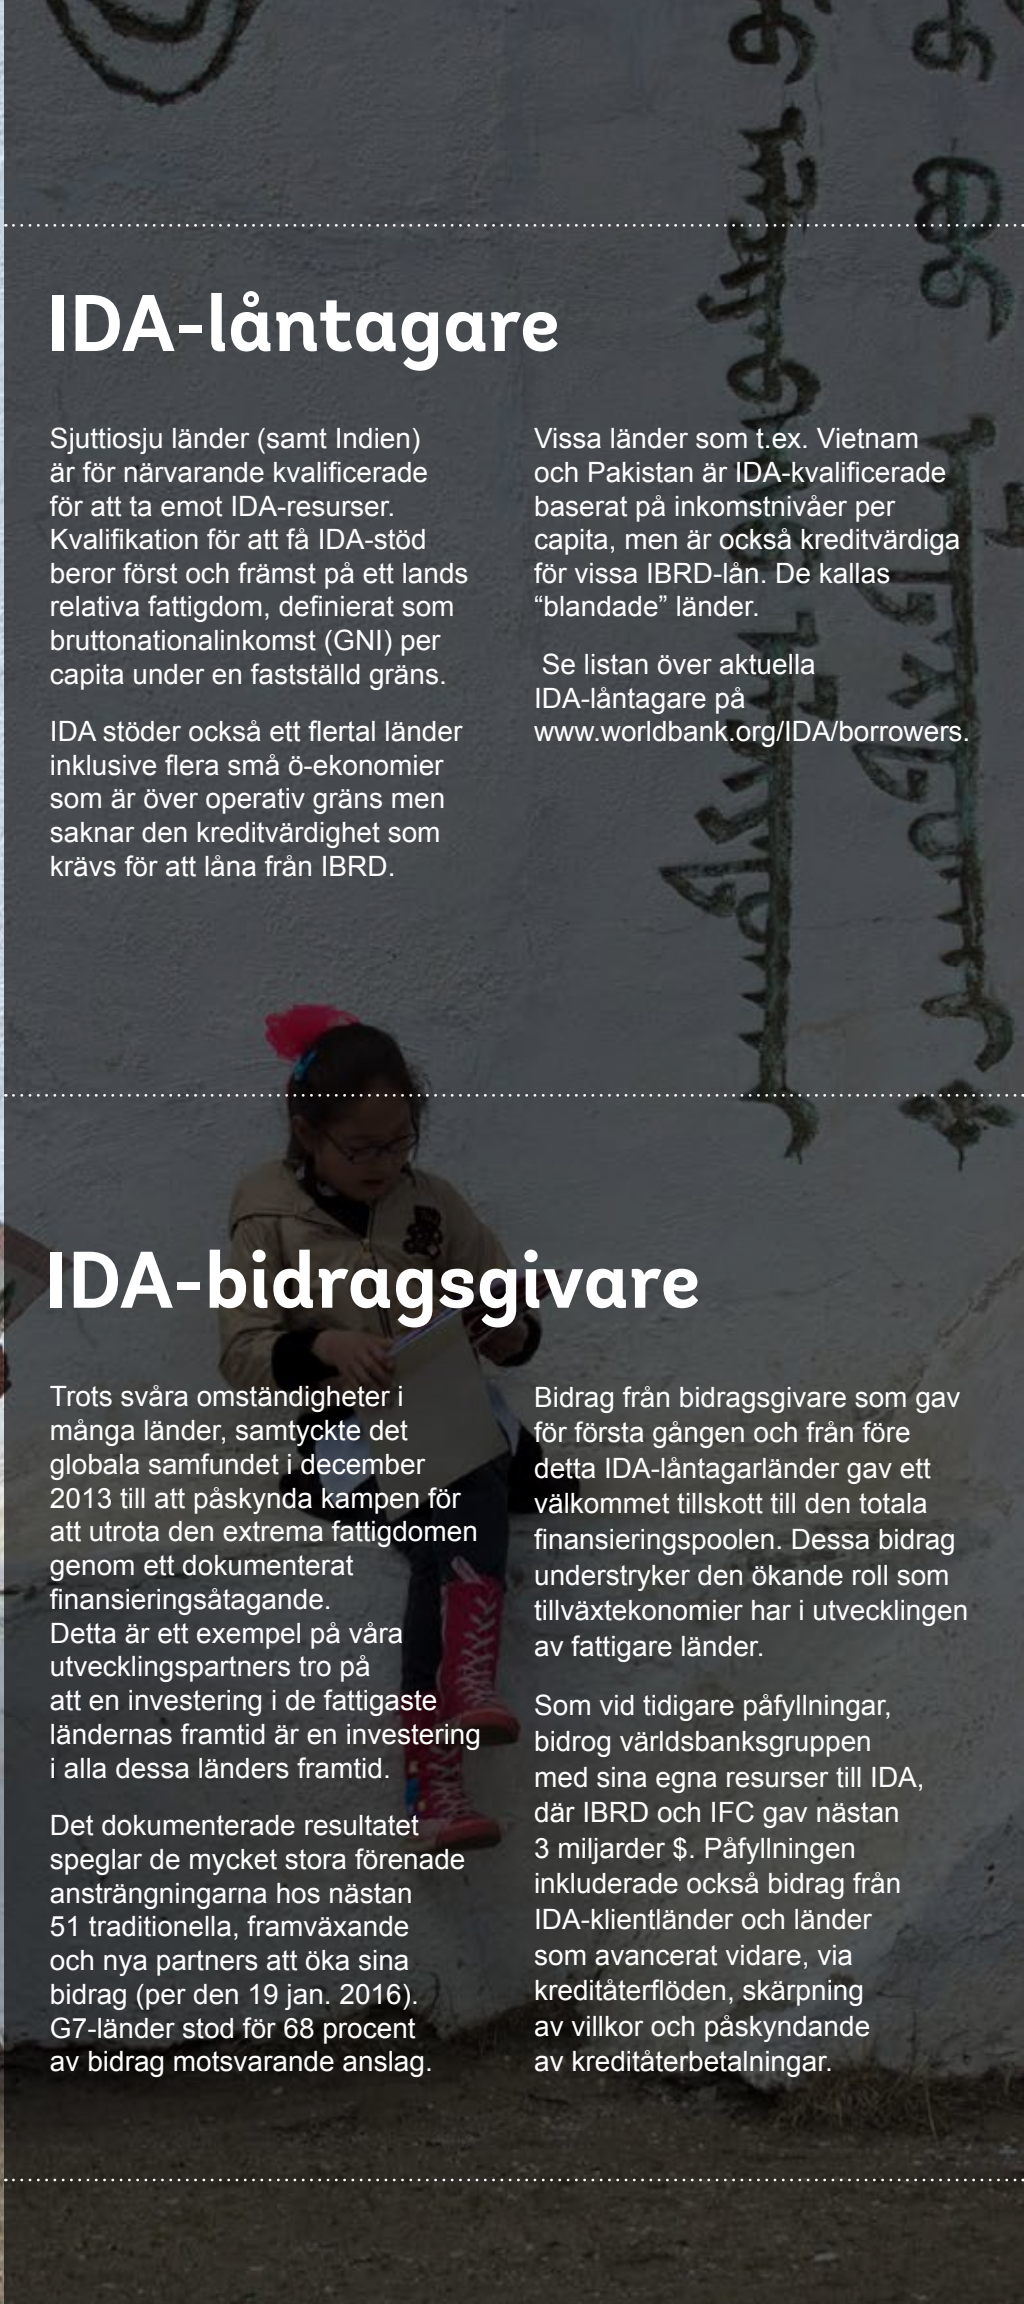 IDA-låntagare
Sjuttiosju länder (samt Indien)
är för närvarande kvalificerade
för att ta emot IDA-resurser.
Kvalifikation för att få IDA-stöd
beror först och främst på ett lands
relativa fattigdom, definierat som
bruttonationalinkomst (GNI) per
capita under en fastställd gräns.
IDA stöder också ett flertal länder
inklusive flera små ö-ekonomier
som är över operativ gräns men
saknar den kreditvärdighet som
krävs för att låna från IBRD.
Vissa länder som t.ex. Vietnam
och Pakistan är IDA-kvalificerade
baserat på inkomstnivåer per
capita, men är också kreditvärdiga
för vissa IBRD-lån. De kallas
“blandade” länder.
Se listan över aktuella
IDA-låntagare på
www.worldbank.org/IDA/borrowers.
IDA-bidragsgivare
Trots svåra omständigheter i
många länder, samtyckte det
globala samfundet i december
2013 till att påskynda kampen för
att utrota den extrema fattigdomen
genom ett dokumenterat
finansieringsåtagande.
Detta är ett exempel på våra
utvecklingspartners tro på
att en investering i de fattigaste
ländernas framtid är en investering
i alla dessa länders framtid.
Det dokumenterade resultatet
speglar de mycket stora förenade
ansträngningarna hos nästan
51 traditionella, framväxande
och nya partners att öka sina
bidrag (per den 19 jan. 2016).
G7-länder stod för 68 procent
av bidrag motsvarande anslag.
Bidrag från bidragsgivare som gav
för första gången och från före
detta IDA-låntagarländer gav ett
välkommet tillskott till den totala
finansieringspoolen. Dessa bidrag
understryker den ökande roll som
tillväxtekonomier har i utvecklingen
av fattigare länder.
Som vid tidigare påfyllningar,
bidrog världsbanksgruppen
med sina egna resurser till IDA,
där IBRD och IFC gav nästan
3 miljarder $. Påfyllningen
inkluderade också bidrag från
IDA-klientländer och länder
som avancerat vidare, via
kreditåterflöden, skärpning
av villkor och påskyndande
av kreditåterbetalningar.